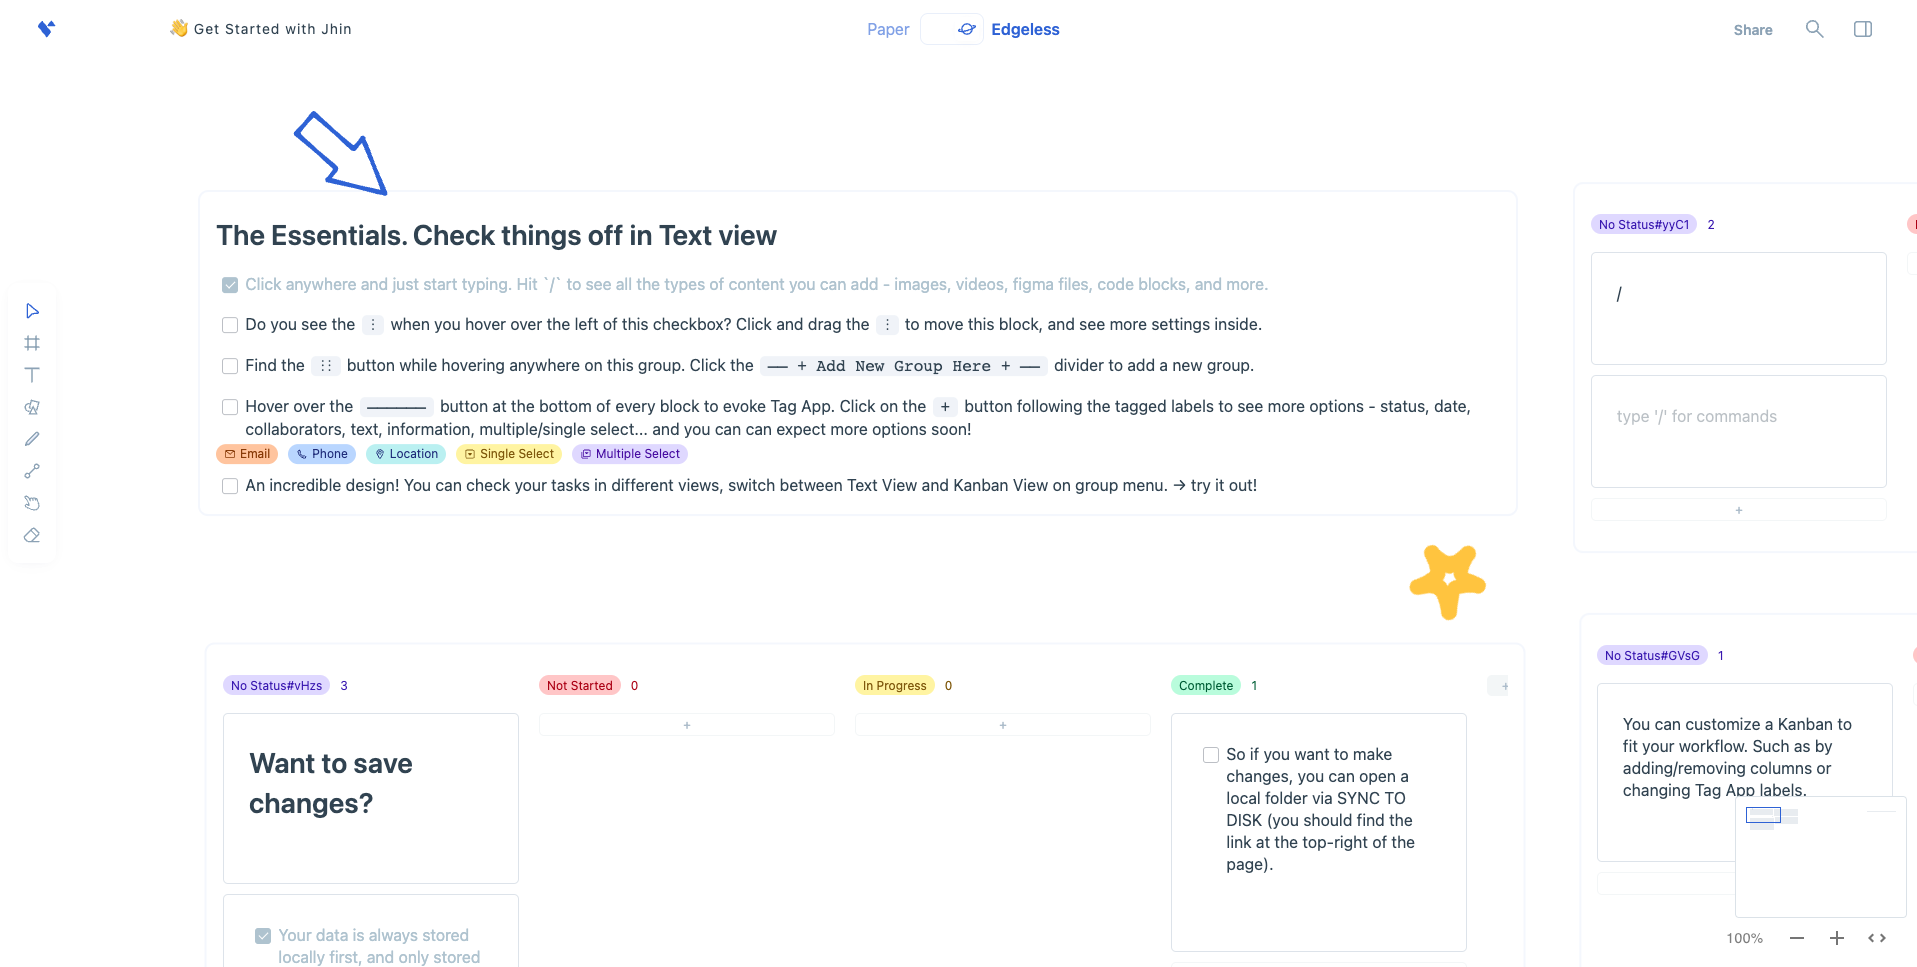 👋 Get Started with Jhin
Paper
Edgeless
Share
The Essentials. Check things off in Text view
Click anywhere and just start typing. Hit `/` to see all the types of content you can add - images, videos, figma files, code blocks, and more.
Do you see the ⋮ when you hover over the left of this checkbox? Click and drag the ⋮ to move this block, and see more settings inside.
Find the ⋮⋮ button while hovering anywhere on this group. Click the —— + Add New Group Here + —— divider to add a new group.
Hover over the ——————— button at the bottom of every block to evoke Tag App. Click on the + button following the tagged labels to see more options - status, date,
collaborators, text, information, multiple/single select... and you can can expect more options soon!
Email Phone Location Single Select Multiple Select
An incredible design! You can check your tasks in different views, switch between Text View and Kanban View on group menu. → try it out!
No Status#yyC1 2
/
type '/' for commands
+
No Status#vHzs 3
Want to save
changes?
Your data is always stored
locally first, and only stored
Not Started 0
+
In Progress 0
+
Complete 1
+
So if you want to make
changes, you can open a
local folder via SYNC TO
DISK (you should find the
link at the top-right of the
page).
No Status#GVsG 1
You can customize a Kanban to
fit your workflow. Such as by
adding/removing columns or
changing Tag App labels.
100%